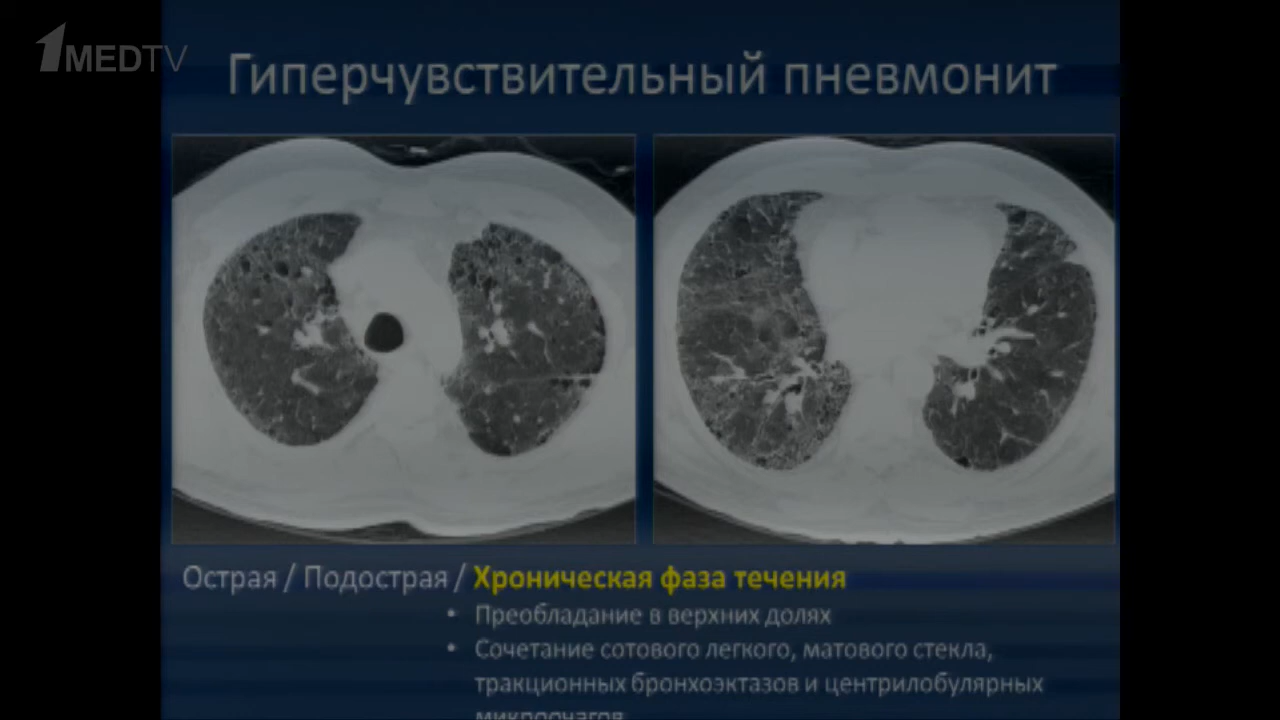 1MEDTV
Гиперчувствительный пневмонит
Острая / Подострая / Хроническая фаза течения
• Преобладание в верхних долях
• Сочетание сотового легкого, матового стекла,
тракционных бронхоэктазов и центрилобулярных
микроочагов